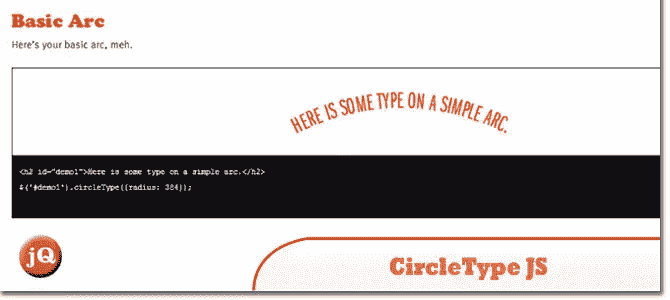 Basic Arc
Here's your basic arc, meh.
HERE IS SOME TYPE ON A SIMPLE ARC.
<h2 id="demo1">Here is some type on a simple arc.</h2>
$('#demo1').circleType({radius: 384});
jQ
CircleType JS